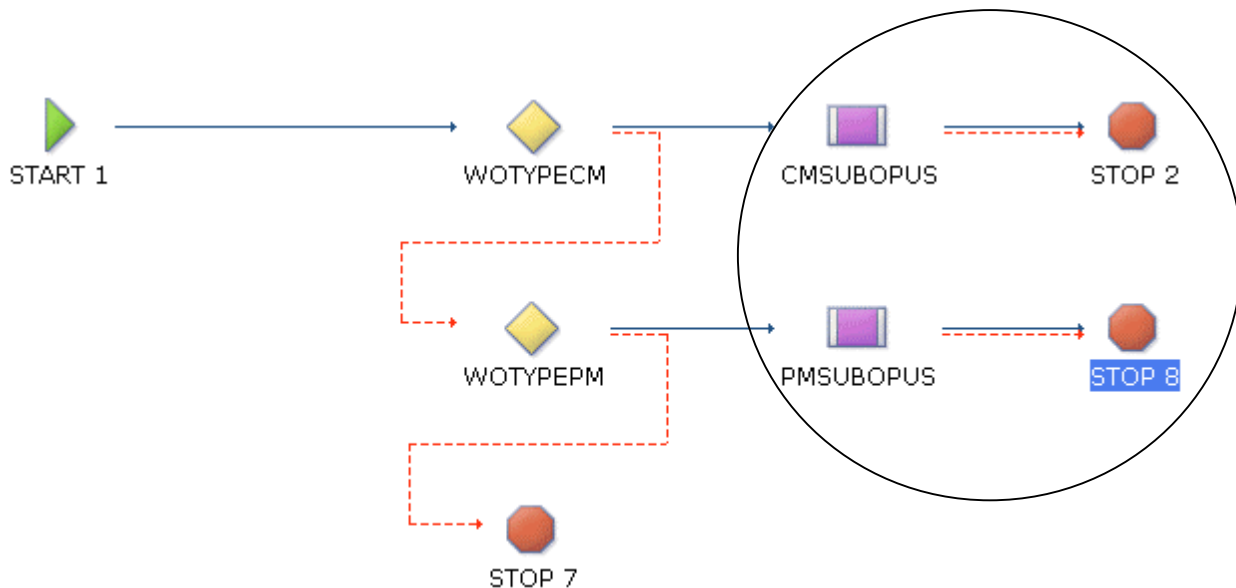 START 1
WOTYPECM
CMSUBOPUS
STOP 2
WOTYPEPM
PMSUBOPUS
STOP 8
STOP 7